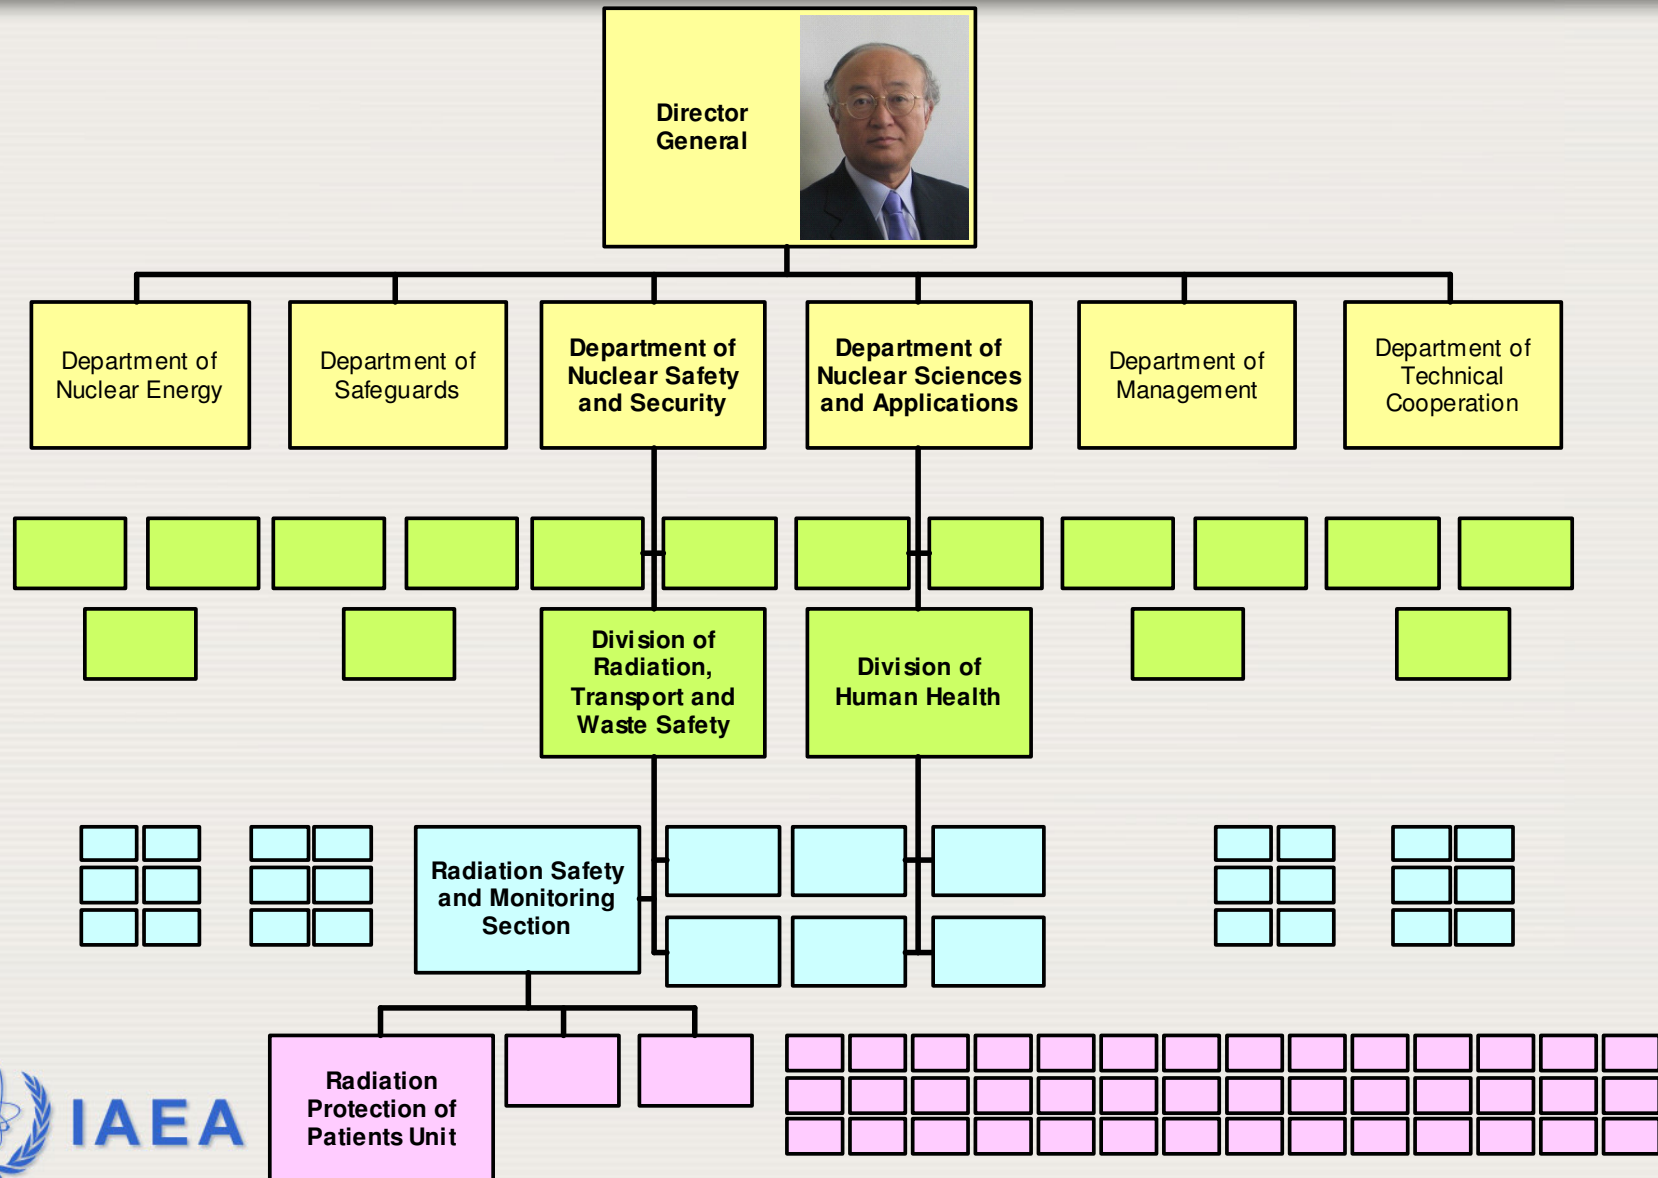 Director
General
Department of
Nuclear Energy
Department of
Safeguards
Department of
Nuclear Safety
and Security
Department of
Nuclear Sciences
and Applications
Department of
Management
Department of
Technical
Cooperation
Division of
Radiation,
Transport and
Waste Safety
Division of
Human Health
Radiation Safety
and Monitoring
Section
Radiation
Protection of
Patients Unit
IAEA